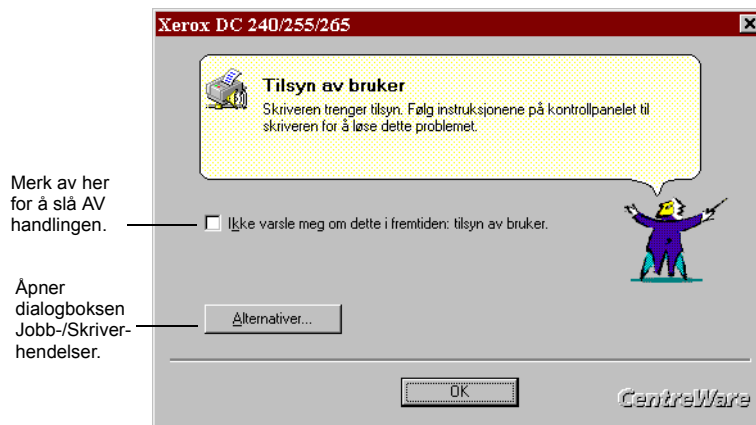 Xerox DC 240/255/265
Tilsyn av bruker
Skriveren trenger tilsyn. Følg instruksjonene på kontrollpanelet til
skriveren for å løse dette problemet.
Merk av her
for å slå AV
handlingen.
Ikke varsle meg om dette i fremtiden: tilsyn av bruker.
Åpner
dialogboksen
Jobb-/Skriver-
hendelser.
Alternativer...
OK
CentreWare